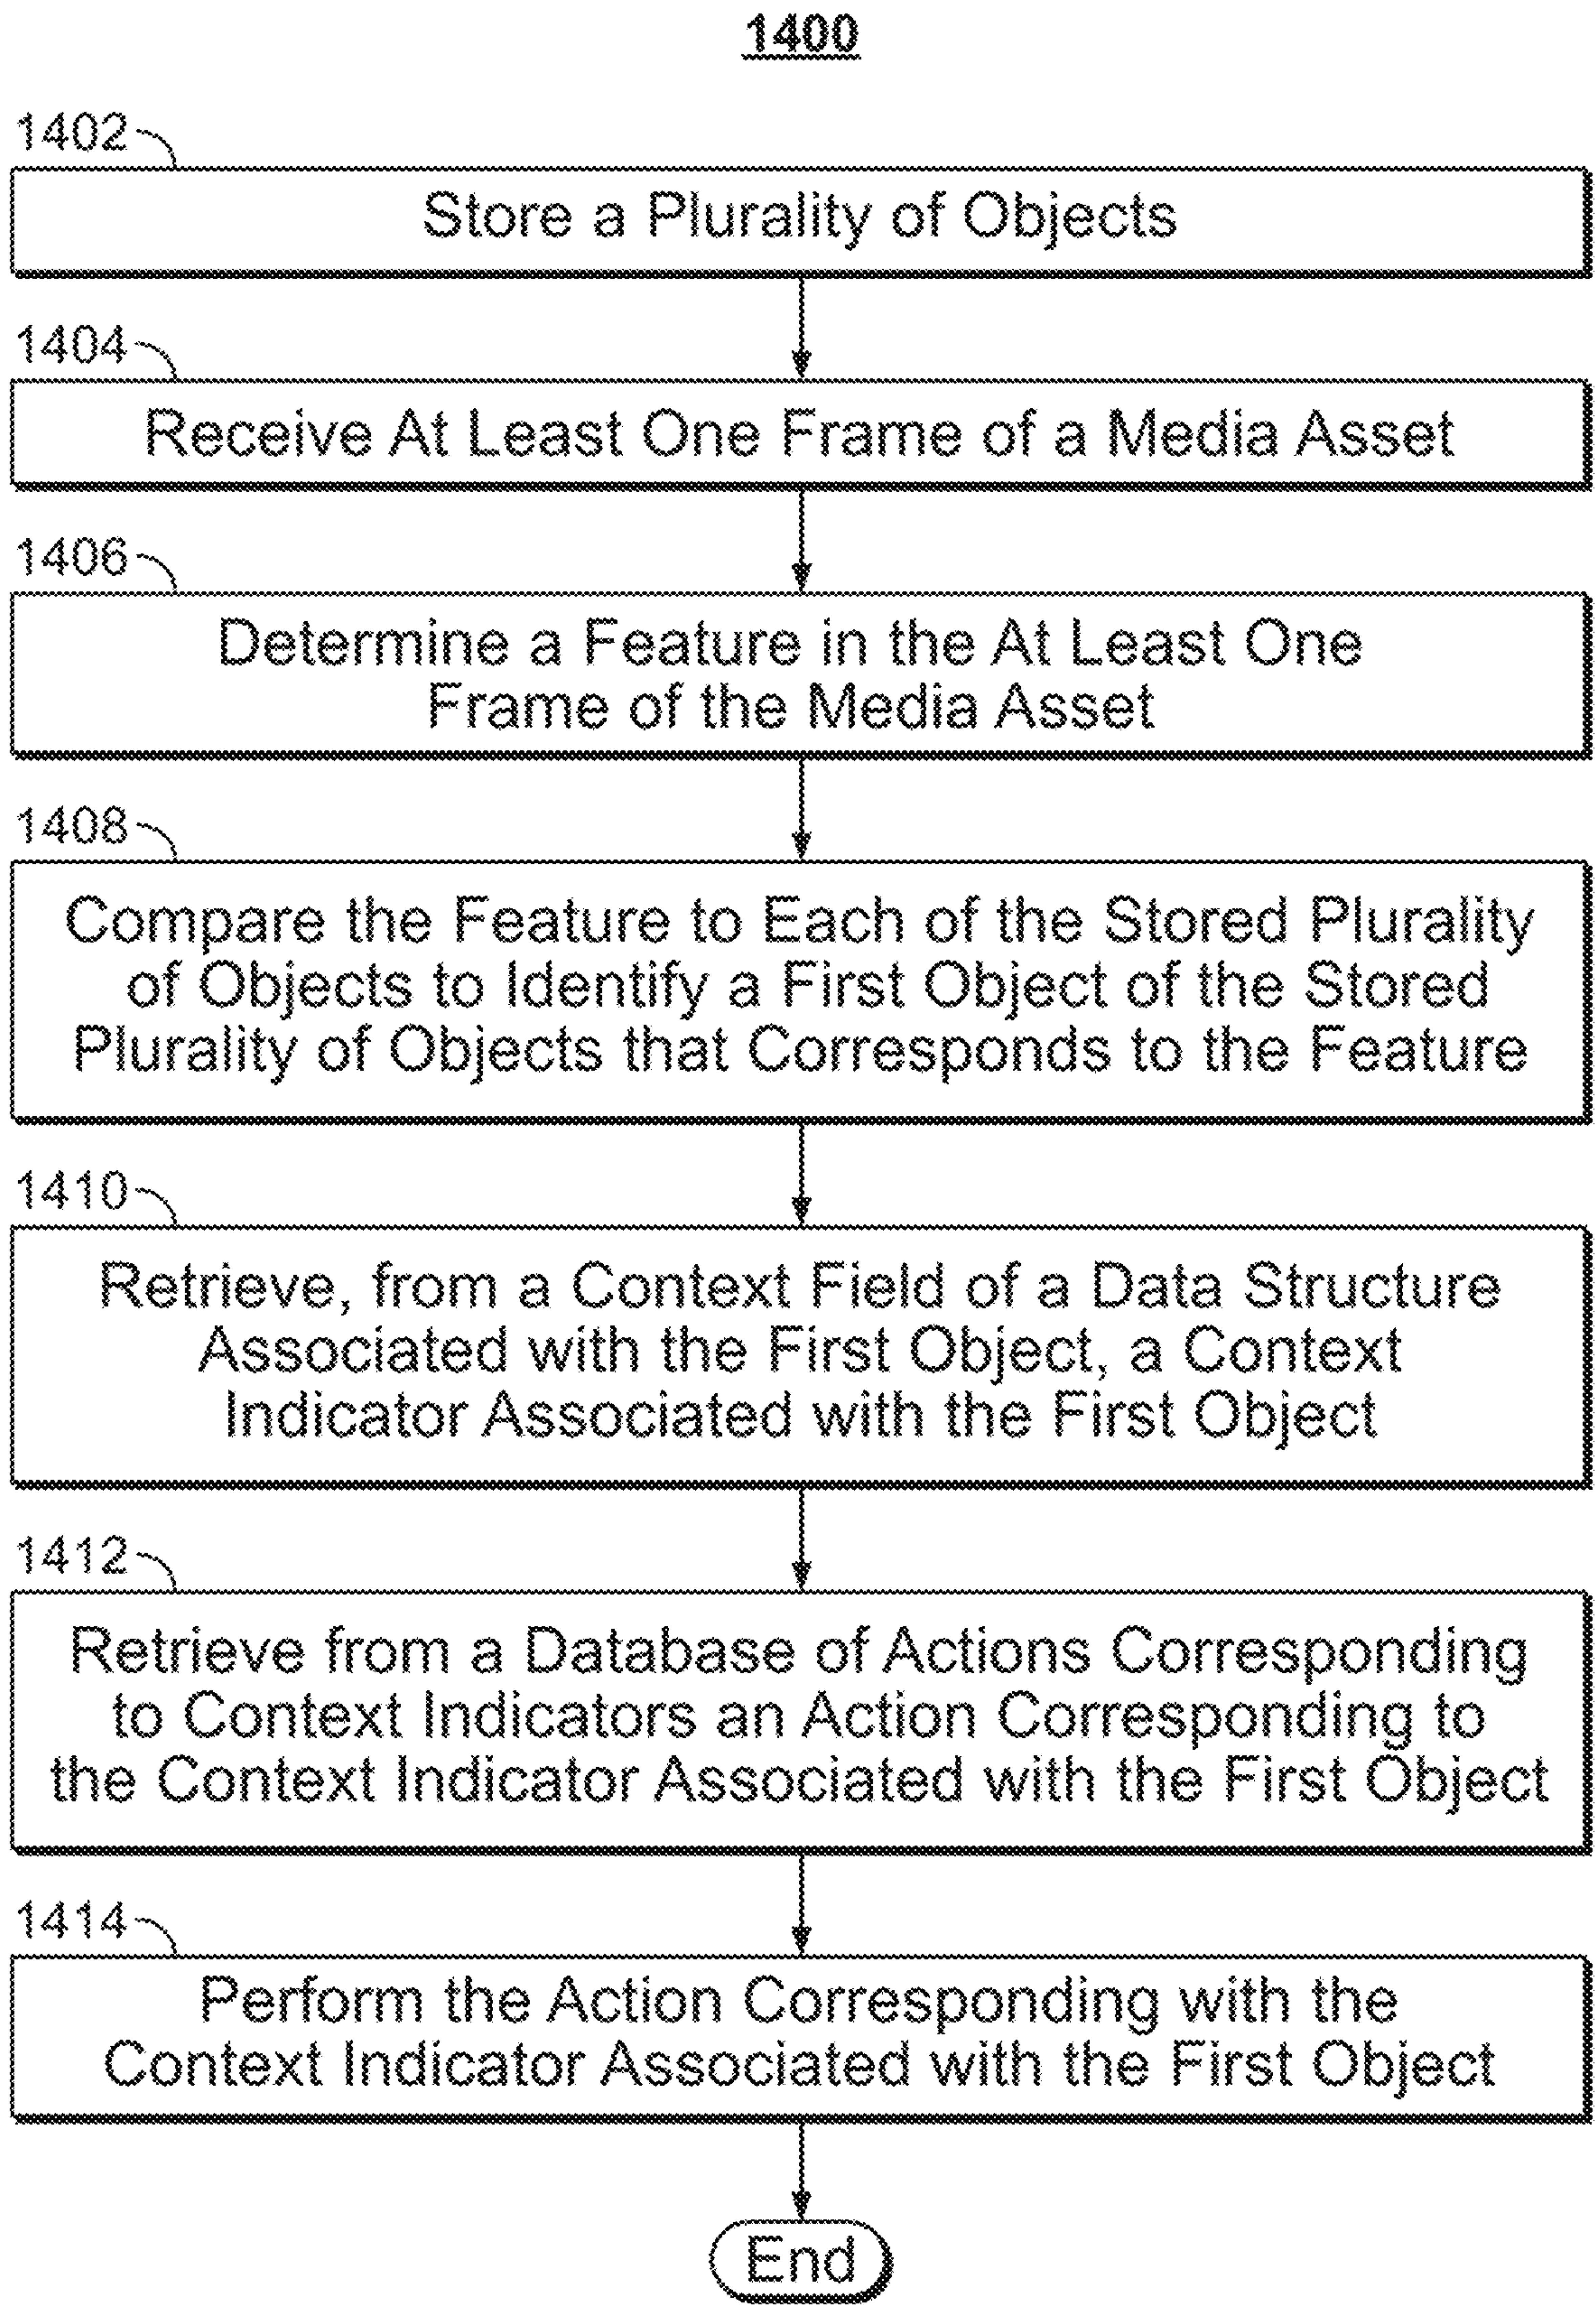 1400
1402
Store a Plurality of Objects
1404
Receive At Least One Frame of a Media Asset
1406
Determine a Feature in the At Least One
Frame of the Media Asset
1408
Compare the Feature to Each of the Stored Plurality
of Objects to Identify a First Object of the Stored
Plurality of Objects that Corresponds to the Feature
1410
Retrieve, from a Context Field of a Data Structure
Associated with the First Object, a Context
Indicator Associated with the First Object
1412
Retrieve from a Database of Actions Corresponding
to Context Indicators an Action Corresponding to
the Context Indicator Associated with the First Object
1414
Perform the Action Corresponding with the
Context Indicator Associated with the First Object
End